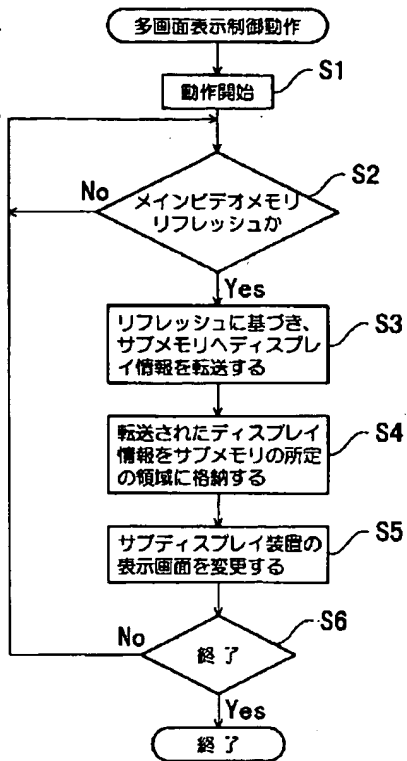 多画面表示制御動作
S1
動作開始
S2
No
メインビデオメモリ
リフレッシュか
Yes
S3
リフレッシュに基づき、
サブメモリへディスプレ
イ情報を転送する
S4
転送されたディスプレイ
情報をサブメモリの所定
の領域に格納する
S5
サブディスプレイ装置の
表示画面を変更する
S6
No
終了
Yes
終了